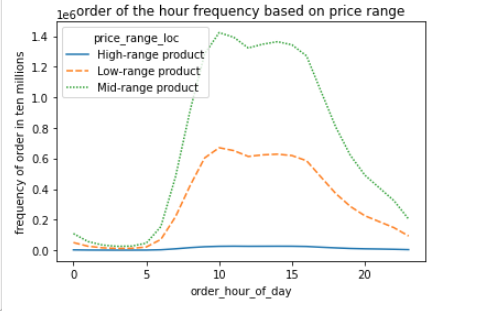 1e6order of the hour frequency based on price range
price_range_loc
High-range product
Low-range product
Mid-range product
frequency of order in ten millions
1.4
1.2
1.0
0.8
0.6
0.4
0.2
0.0
0 5 10 15 20
order_hour_of_day